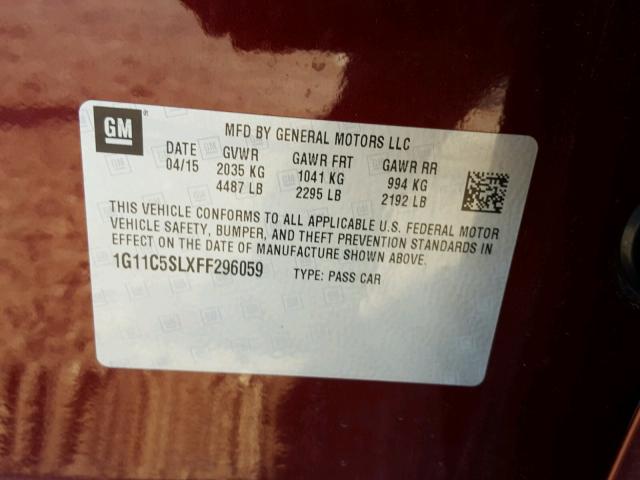 GM
MFD BY GENERAL MOTORS LLC
DATE GVWR GAWR FRT GAWR RR
04/15 2035 KG 1041 KG 994 KG
4487 LB 2295 LB 2192 LB
THIS VEHICLE CONFORMS TO ALL APPLICABLE U.S. FEDERAL MOTOR
VEHICLE SAFETY, BUMPER, AND THEFT PREVENTION STANDARDS IN
EFFECT ON THE DATE OF MANUFACTURE SHOWN ABOVE.
1G11C5SLXFF296059 TYPE: PASS CAR